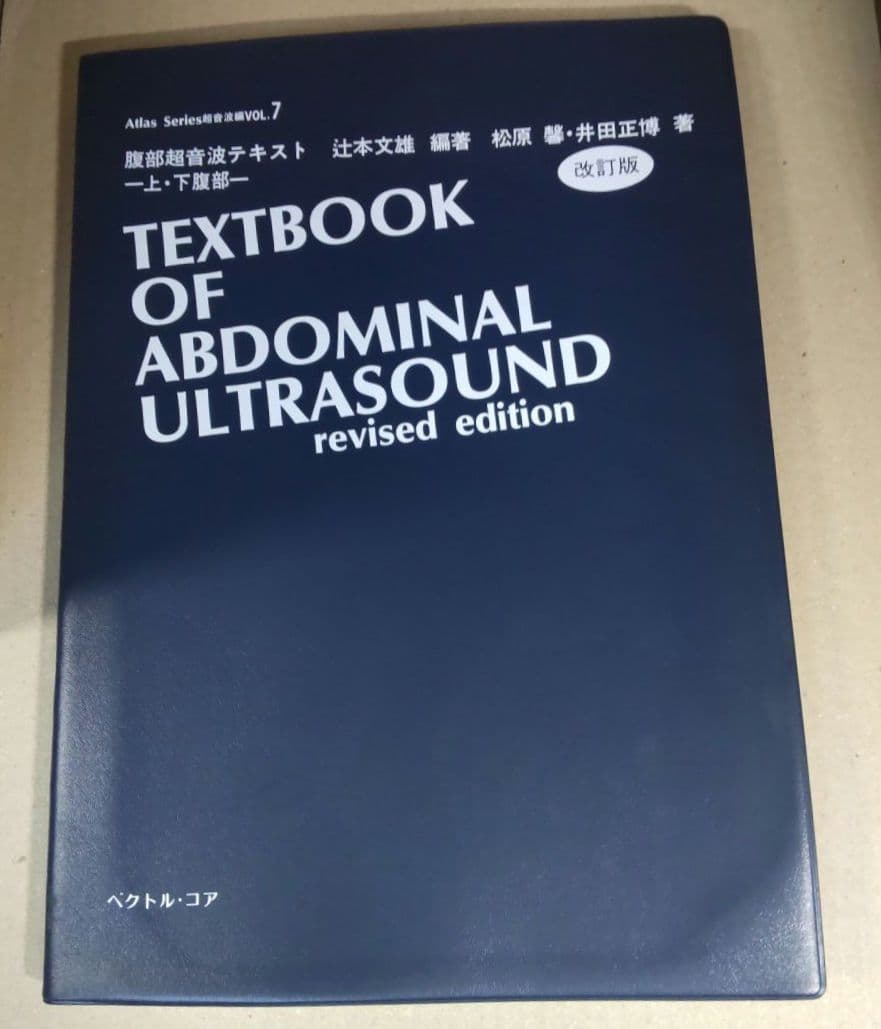 Atlas Series超音波編VOL.7
腹部超音波テキスト 辻本文雄 編著 松原 馨・井田正博 著
―上・下腹部―
改訂版
TEXTBOOK
OF
ABDOMINAL
ULTRASOUND
revised edition
ベクトル・コア